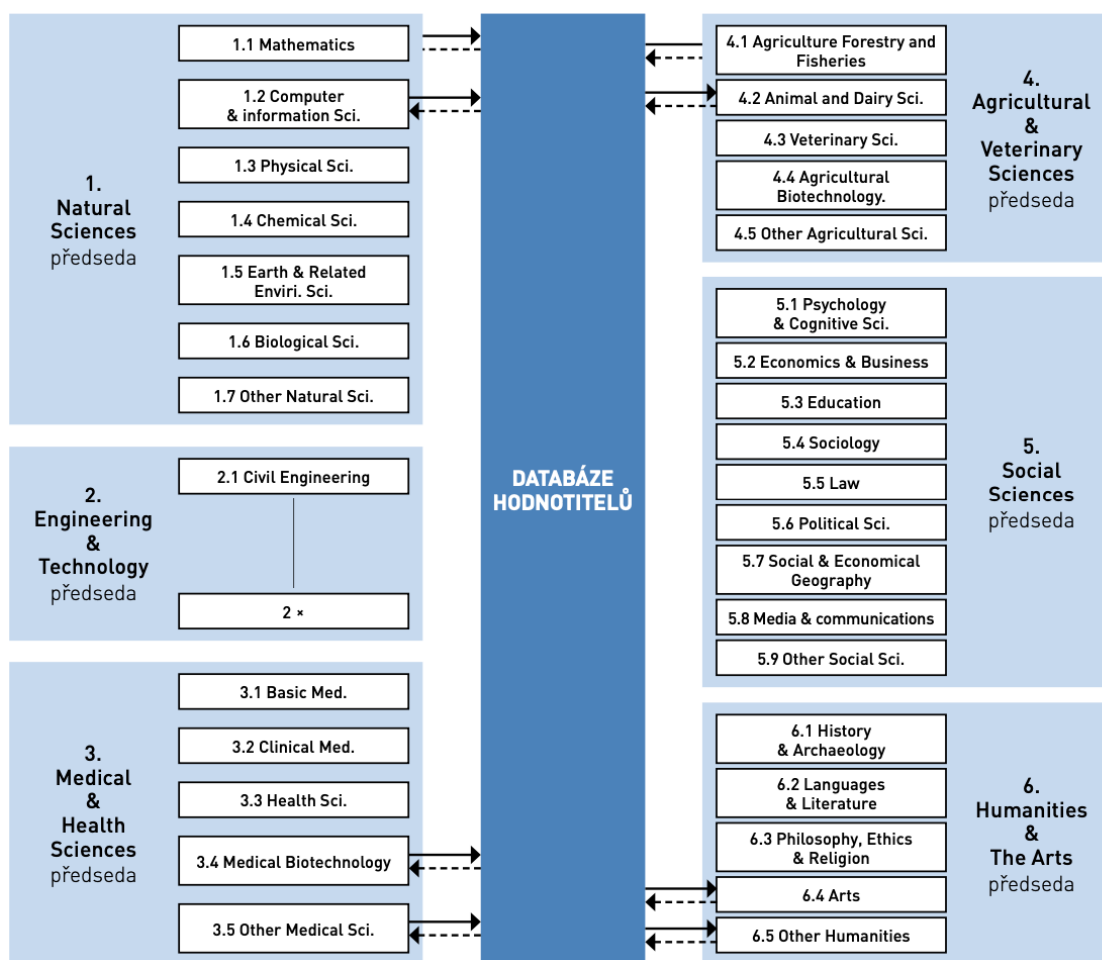 1.
Natural
Sciences
předseda
1.1 Mathematics
1.2 Computer
& information Sci.
1.3 Physical Sci.
1.4 Chemical Sci.
1.5 Earth & Related
Enviri. Sci.
1.6 Biological Sci.
1.7 Other Natural Sci.
2.
Engineering
&
Technology
předseda
2.1 Civil Engineering
2 ×
3.
Medical
&
Health
Sciences
předseda
3.1 Basic Med.
3.2 Clinical Med.
3.3 Health Sci.
3.4 Medical Biotechnology
3.5 Other Medical Sci.
DATABÁZE
HODNOTITELŮ
4.1 Agriculture Forestry and
Fisheries
4.2 Animal and Dairy Sci.
4.3 Veterinary Sci.
4.4 Agricultural
Biotechnology.
4.5 Other Agricultural Sci.
4.
Agricultural
&
Veterinary
Sciences
předseda
5.1 Psychology
& Cognitive Sci.
5.2 Economics & Business
5.3 Education
5.4 Sociology
5.5 Law
5.6 Political Sci.
5.7 Social & Economical
Geography
5.8 Media & communications
5.9 Other Social Sci.
5.
Social
Sciences
předseda
6.1 History
& Archaeology
6.2 Languages
& Literature
6.3 Philosophy, Ethics
& Religion
6.4 Arts
6.5 Other Humanities
6.
Humanities
&
The Arts
předseda